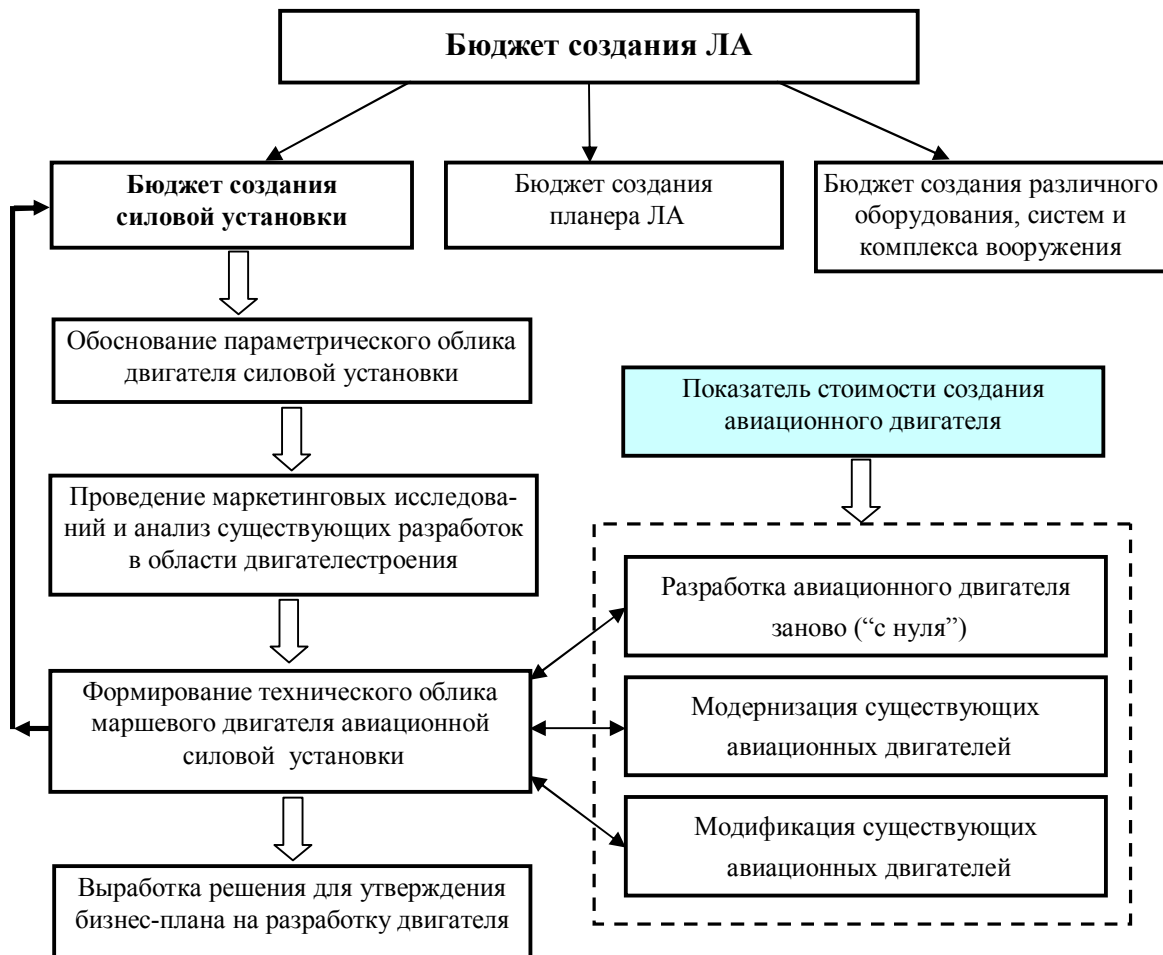 Бюджет создания ЛА
Бюджет создания
силовой установки
Бюджет создания
планера ЛА
Бюджет создания различного
оборудования, систем и
комплекса вооружения
Обоснование параметрического облика
двигателя силовой установки
Показатель стоимости создания
авиационного двигателя
Проведение маркетинговых исследова-
ний и анализ существующих разработок
в области двигателестроения
Разработка авиационного двигателя
заново (“с нуля”)
Формирование технического облика
маршевого двигателя авиационной
силовой установки
Модернизация существующих
авиационных двигателей
Модификация существующих
авиационных двигателей
Выработка решения для утверждения
бизнес-плана на разработку двигателя